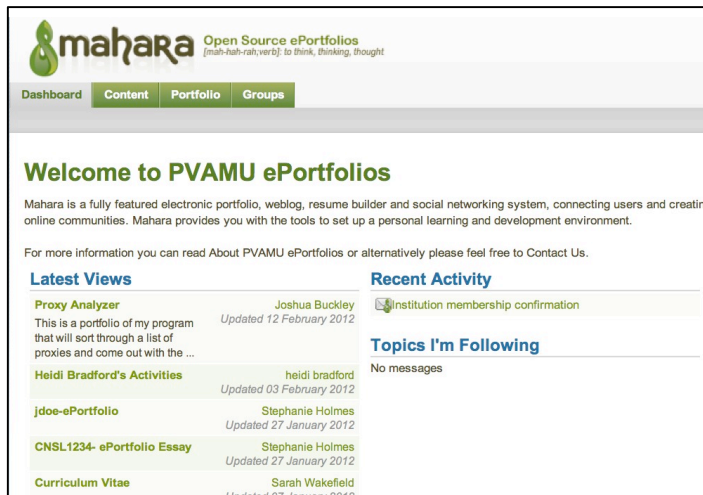 mahara
Open Source ePortfolios
[mah-hah-rah;verb]: to think, thinking, thought
Dashboard Content Portfolio Groups
Welcome to PVAMU ePortfolios
Mahara is a fully featured electronic portfolio, weblog, resume builder and social networking system, connecting users and creatin
online communities. Mahara provides you with the tools to set up a personal learning and development environment.
For more information you can read About PVAMU ePortfolios or alternatively please feel free to Contact Us.
Latest Views
Proxy Analyzer Joshua Buckley
Updated 12 February 2012
This is a portfolio of my program
that will sort through a list of
proxies and come out with the ...
Heidi Bradford's Activities heidi bradford
Updated 03 February 2012
jdoe-ePortfolio Stephanie Holmes
Updated 27 January 2012
CNSL1234- ePortfolio Essay Stephanie Holmes
Updated 27 January 2012
Curriculum Vitae Sarah Wakefield
Recent Activity
Institution membership confirmation
Topics I'm Following
No messages